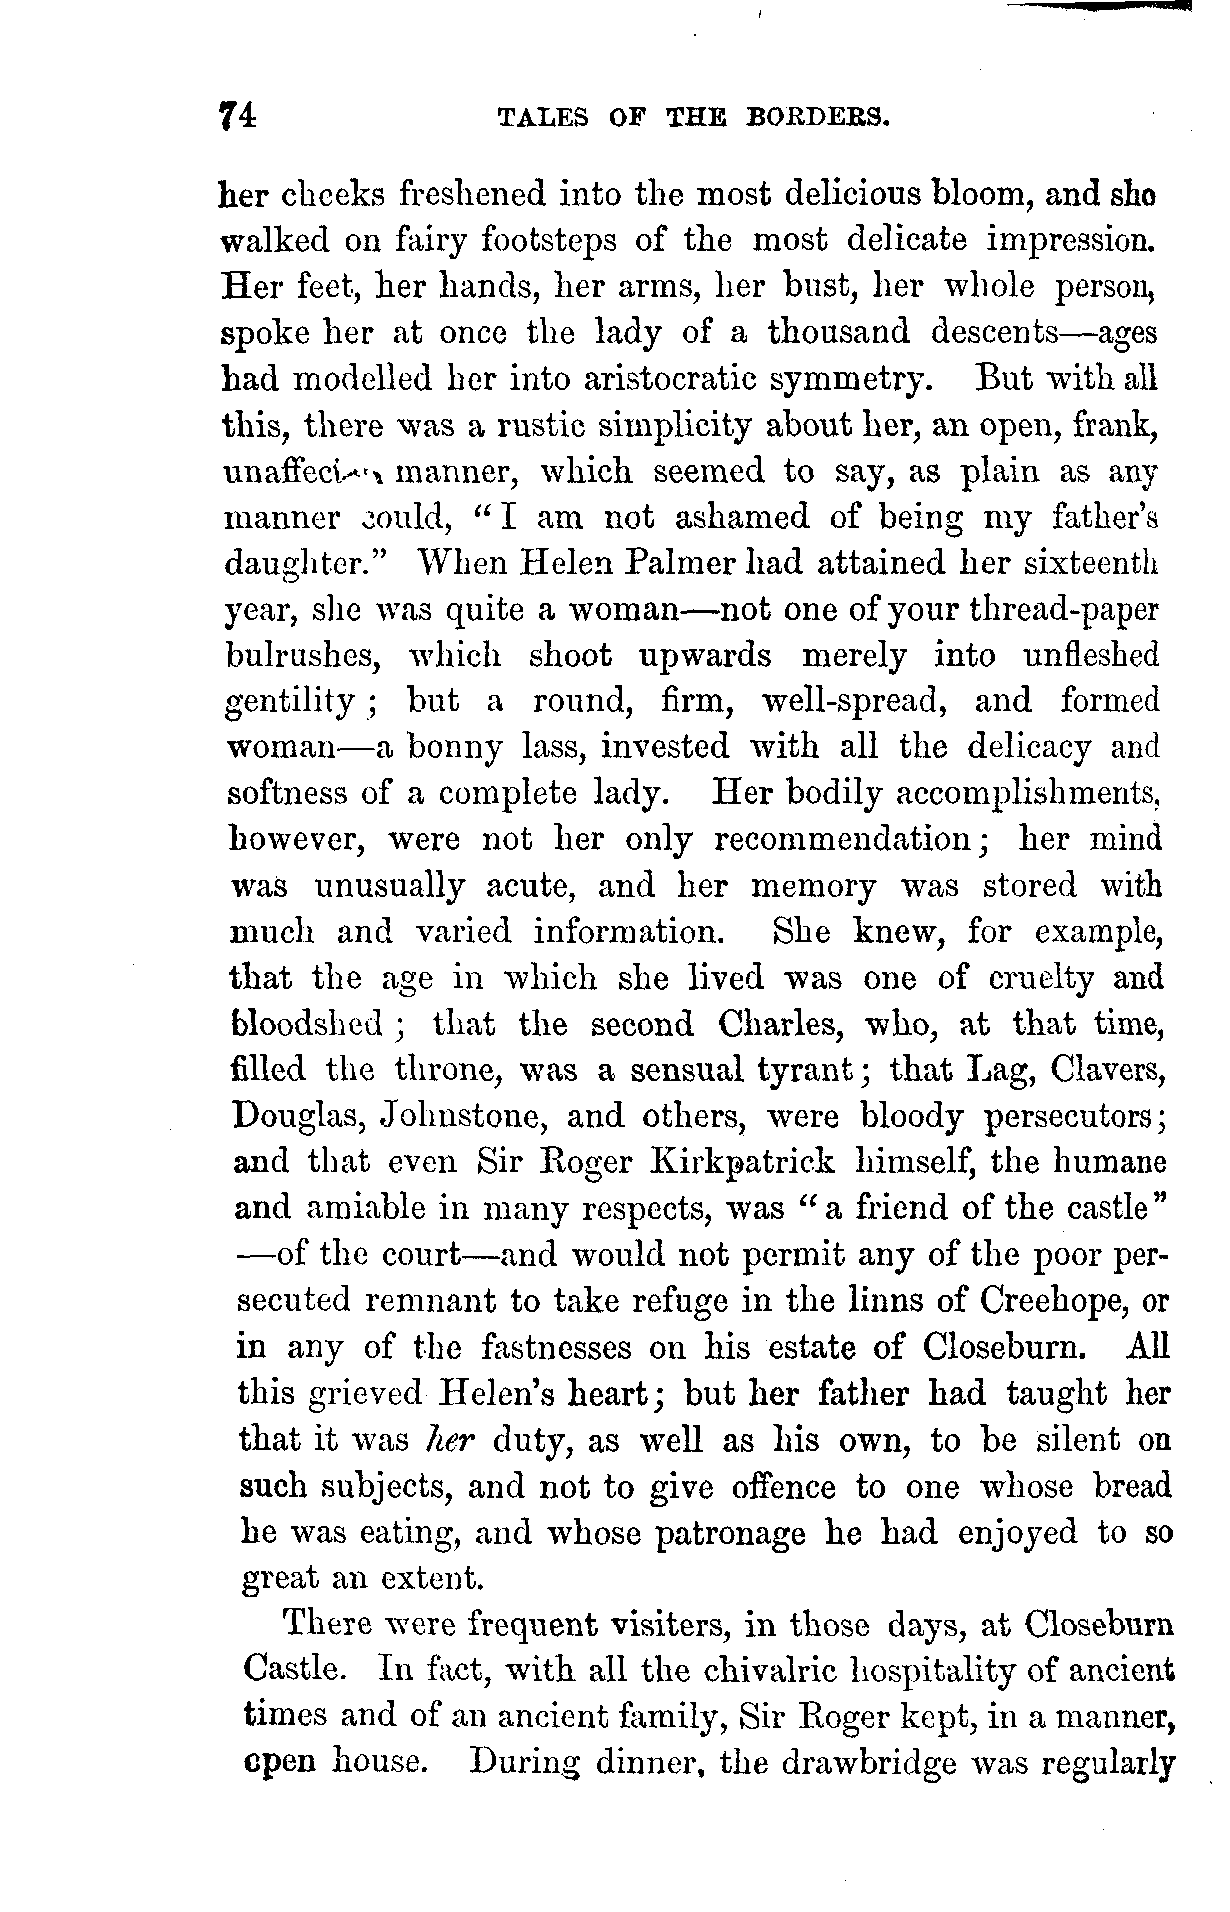 74 TALES OF THE BORDERS.
her cheeks freshened into the most delicious bloom, and she
walked on fairy footsteps of the most delicate impression.
Her feet, her hands, her arms, her bust, her whole person,
spoke her at once the lady of a thousand descents—ages
had modelled her into aristocratic symmetry. But with all
this, there was a rustic simplicity about her, an open, frank,
manner, which seemed to say, as plain as any
manner could, “I am not ashamed of being my father's
daughter.” When Helen Palmer had attained her sixteenth
year, she was quite a woman—not one of your thread-paper
bulrushes, which shoot upwards merely into unfleshed
gentility ; but a round, firm, well-spread, and formed
woman—a bonny lass, invested with all the delicacy and
softness of a complete lady. Her bodily accomplishments,
however, were not her only recommendation; her mind
was unusually acute, and her memory was stored with
much and varied information. She knew, for example,
that the age in which she lived was one of cruelty and
bloodshed ; that the second Charles, who, at that time,
filled the throne, was a sensual tyrant; that Lag, Clavers,
Douglas, Johnstone, and others, were bloody persecutors;
and that even Sir Roger Kirkpatrick himself, the humane
and amiable in many respects, was “a friend of the castle”
—of the court—and would not permit any of the poor per-
secuted remnant to take refuge in the linns of Creehope, or
in any of the fastnesses on his estate of Closeburn. All
this grieved Helen's heart; but her father had taught her
that it was her duty, as well as his own, to be silent on
such subjects, and not to give offence to one whose bread
he was eating, and whose patronage he had enjoyed to so
great an extent.
There were frequent visiters, in those days, at Closeburn
Castle. In fact, with all the chivalric hospitality of ancient
times and of an ancient family, Sir Roger kept, in a manner,
open house. During dinner, the drawbridge was regularly